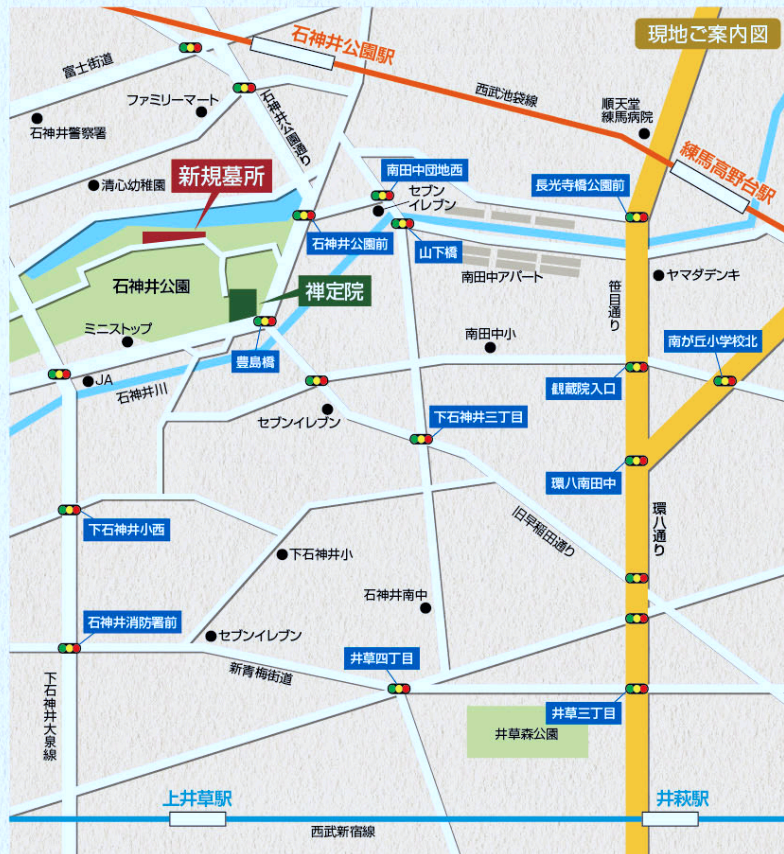 現地ご案内図
石神井公園駅
富士街道
西武池袋線
ファミリーマート
石神井公園通り
順天堂
練馬病院
石神井警察署
練馬高野台駅
新規墓所
南田中団地西
清心幼稚園
セブン
イレブン
長光寺橋公園前
石神井公園前
山下橋
南田中アパート
ヤマダデンキ
石神井公園
禅定院
笹目通り
ミニストップ
南田中小
南が丘小学校北
豊島橋
JA
石神井川
観蔵院入口
セブンイレブン
下石神井三丁目
環八南田中
下石神井小西
旧早稲田通り
環八通り
下石神井小
石神井南中
石神井消防署前
セブンイレブン
新青梅街道
井草四丁目
下石神井大泉線
井草三丁目
井草森公園
上井草駅
井荻駅
西武新宿線